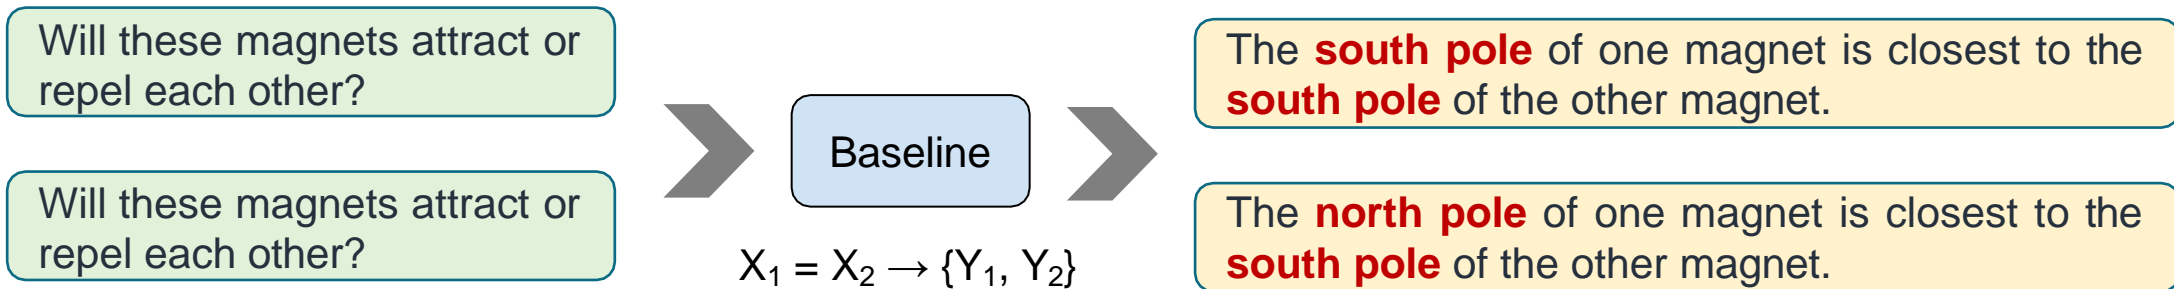 Will these magnets attract or
repel each other?
Will these magnets attract or
repel each other?
Baseline
X₁ = X₂ → {Y₁, Y₂}
The south pole of one magnet is closest to the
south pole of the other magnet.
The north pole of one magnet is closest to the
south pole of the other magnet.